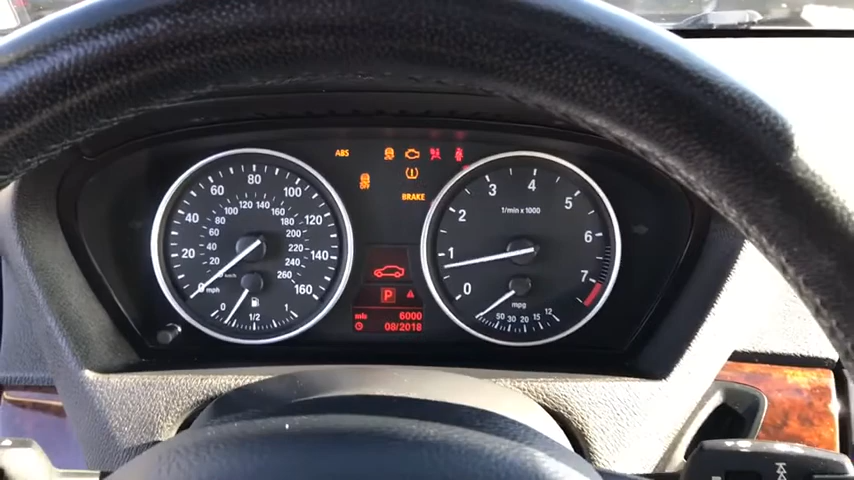 ABS
BRAKE
20 40 60 80 100 120 140 160
20 40 60 80 100 120 140 160 180 200 220 240 260
km/h
mph
0 1/2 1
1 2 3 4 5 6 7
0
1/min x 1000
mpg
50 30 20 15 12
P
mls 6000
08/2018